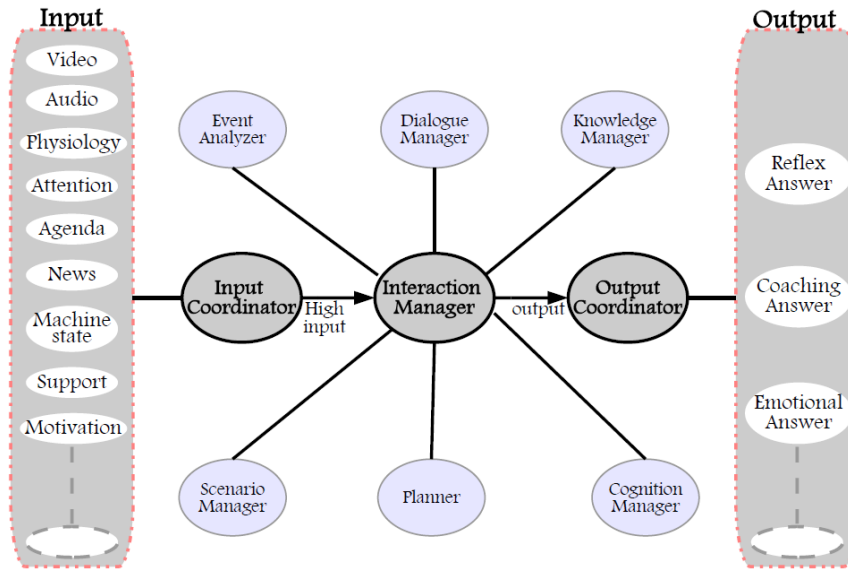 Input
Video
Audio
Physiology
Attention
Agenda
News
Machine
state
Support
Motivation
Event
Analyzer
Dialogue
Manager
Knowledge
Manager
Input
Coordinator
High
input
Interaction
Manager
output
Output
Coordinator
Scenario
Manager
Planner
Cognition
Manager
Output
Reflex
Answer
Coaching
Answer
Emotional
Answer